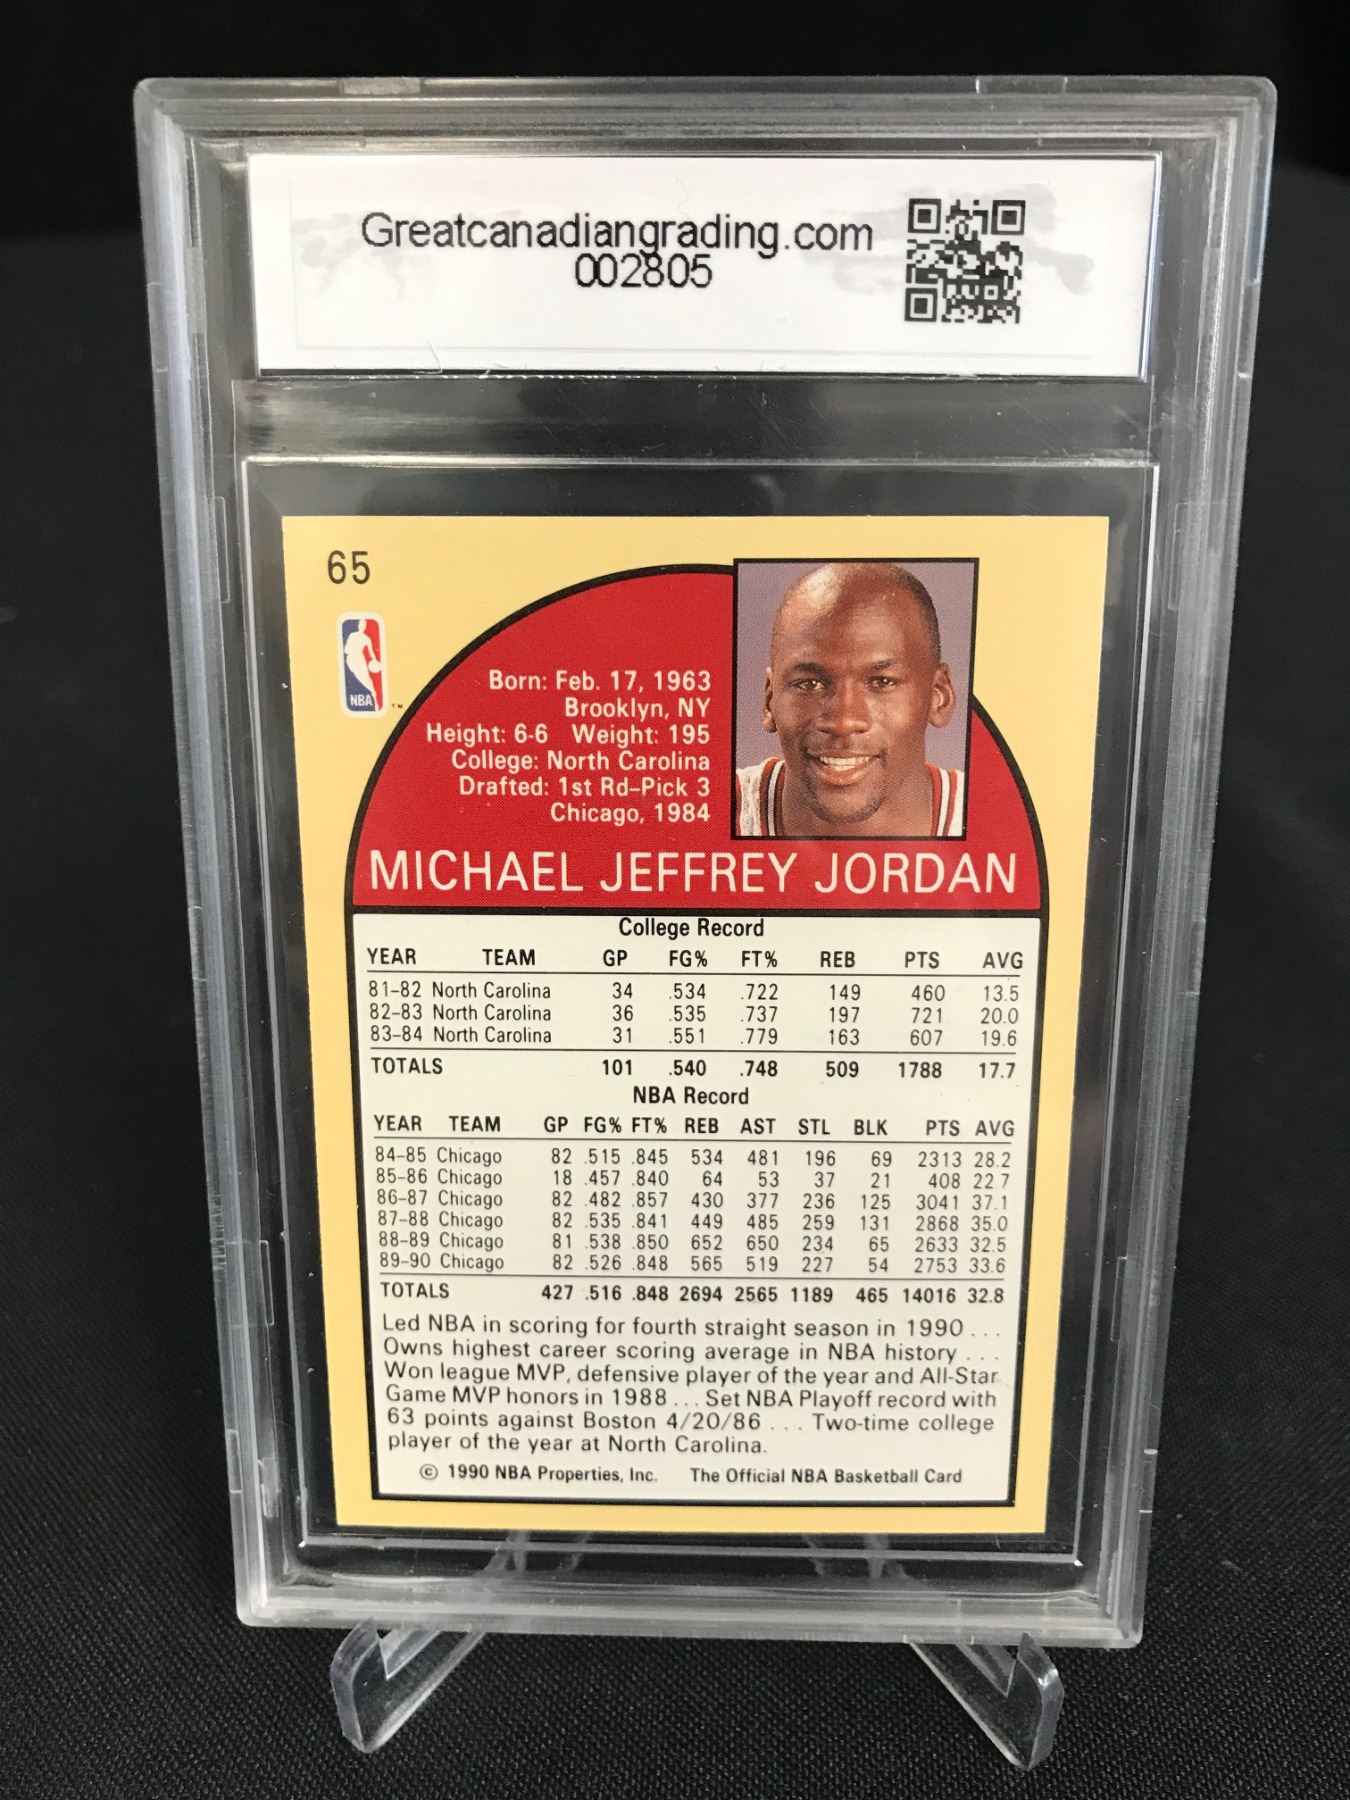 Greatcanadiangrading.com
002805
65
NBA
™
Born: Feb. 17, 1963
Brooklyn, NY
Height: 6-6 Weight: 195
College: North Carolina
Drafted: 1st Rd–Pick 3
Chicago, 1984
MICHAEL JEFFREY JORDAN
College Record
YEAR TEAM GP FG% FT% REB PTS AVG
81–82 North Carolina 34 .534 .722 149 460 13.5
82–83 North Carolina 36 .535 .737 197 721 20.0
83–84 North Carolina 31 .551 .779 163 607 19.6
TOTALS 101 .540 .748 509 1788 17.7
NBA Record
YEAR TEAM GP FG% FT% REB AST STL BLK PTS AVG
84–85 Chicago 82 .515 .845 534 481 196 69 2313 28.2
85–86 Chicago 18 .457 .840 64 53 37 21 408 22.7
86–87 Chicago 82 .482 .857 430 377 236 125 3041 37.1
87–88 Chicago 82 .535 .841 449 485 259 131 2868 35.0
88–89 Chicago 81 .538 .850 652 650 234 65 2633 32.5
89–90 Chicago 82 .526 .848 565 519 227 54 2753 33.6
TOTALS 427 .516 .848 2694 2565 1189 465 14016 32.8
Led NBA in scoring for fourth straight season in 1990 ...
Owns highest career scoring average in NBA history ...
Won league MVP, defensive player of the year and All-Star
Game MVP honors in 1988 ... Set NBA Playoff record with
63 points against Boston 4/20/86 ... Two-time college
player of the year at North Carolina.
© 1990 NBA Properties, Inc. The Official NBA Basketball Card